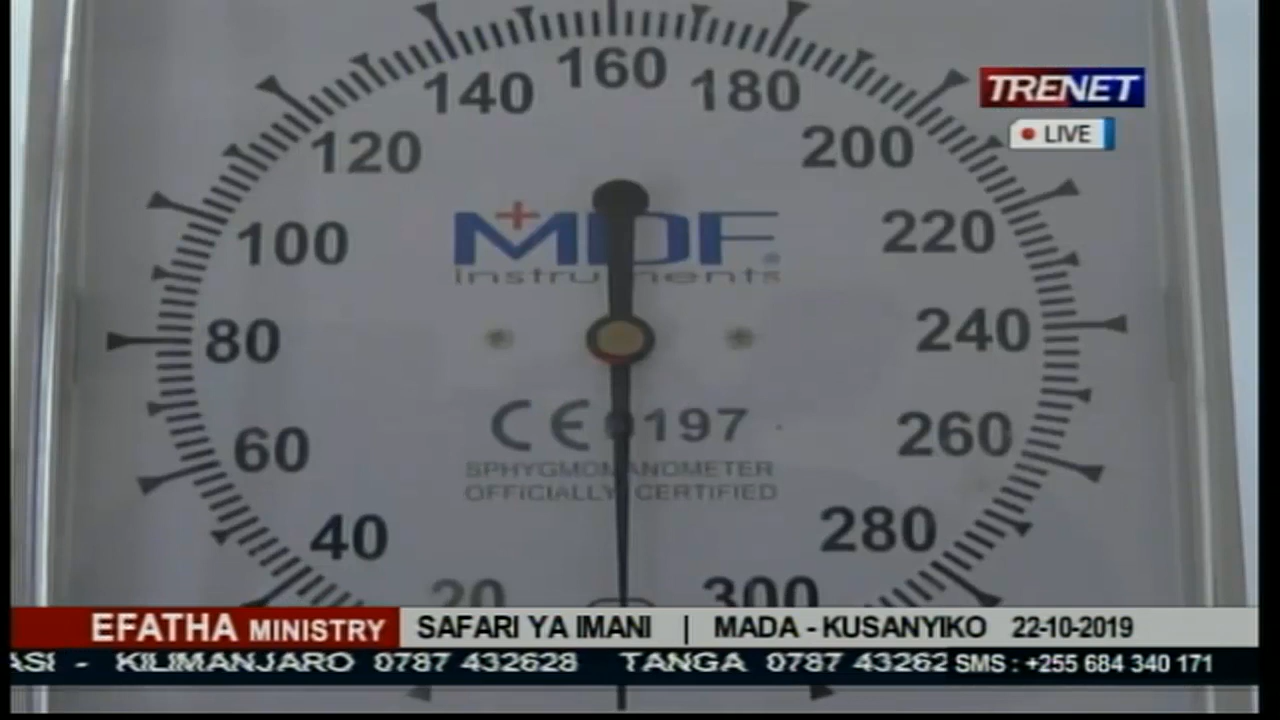 160
140
180
120
200
TRENET
LIVE
100
220
MDF
Instruments
80
240
CE 0197
60
260
SPHYGMOMANOMETER
OFFICIALLY CERTIFIED
40
280
20
300
EFATHA MINISTRY SAFARI YA IMANI | MADA - KUSANYIKO 22-10-2019
ASI - KILIMANJARO 0787 432628 TANGA 0787 43262 SMS : +255 684 340 171